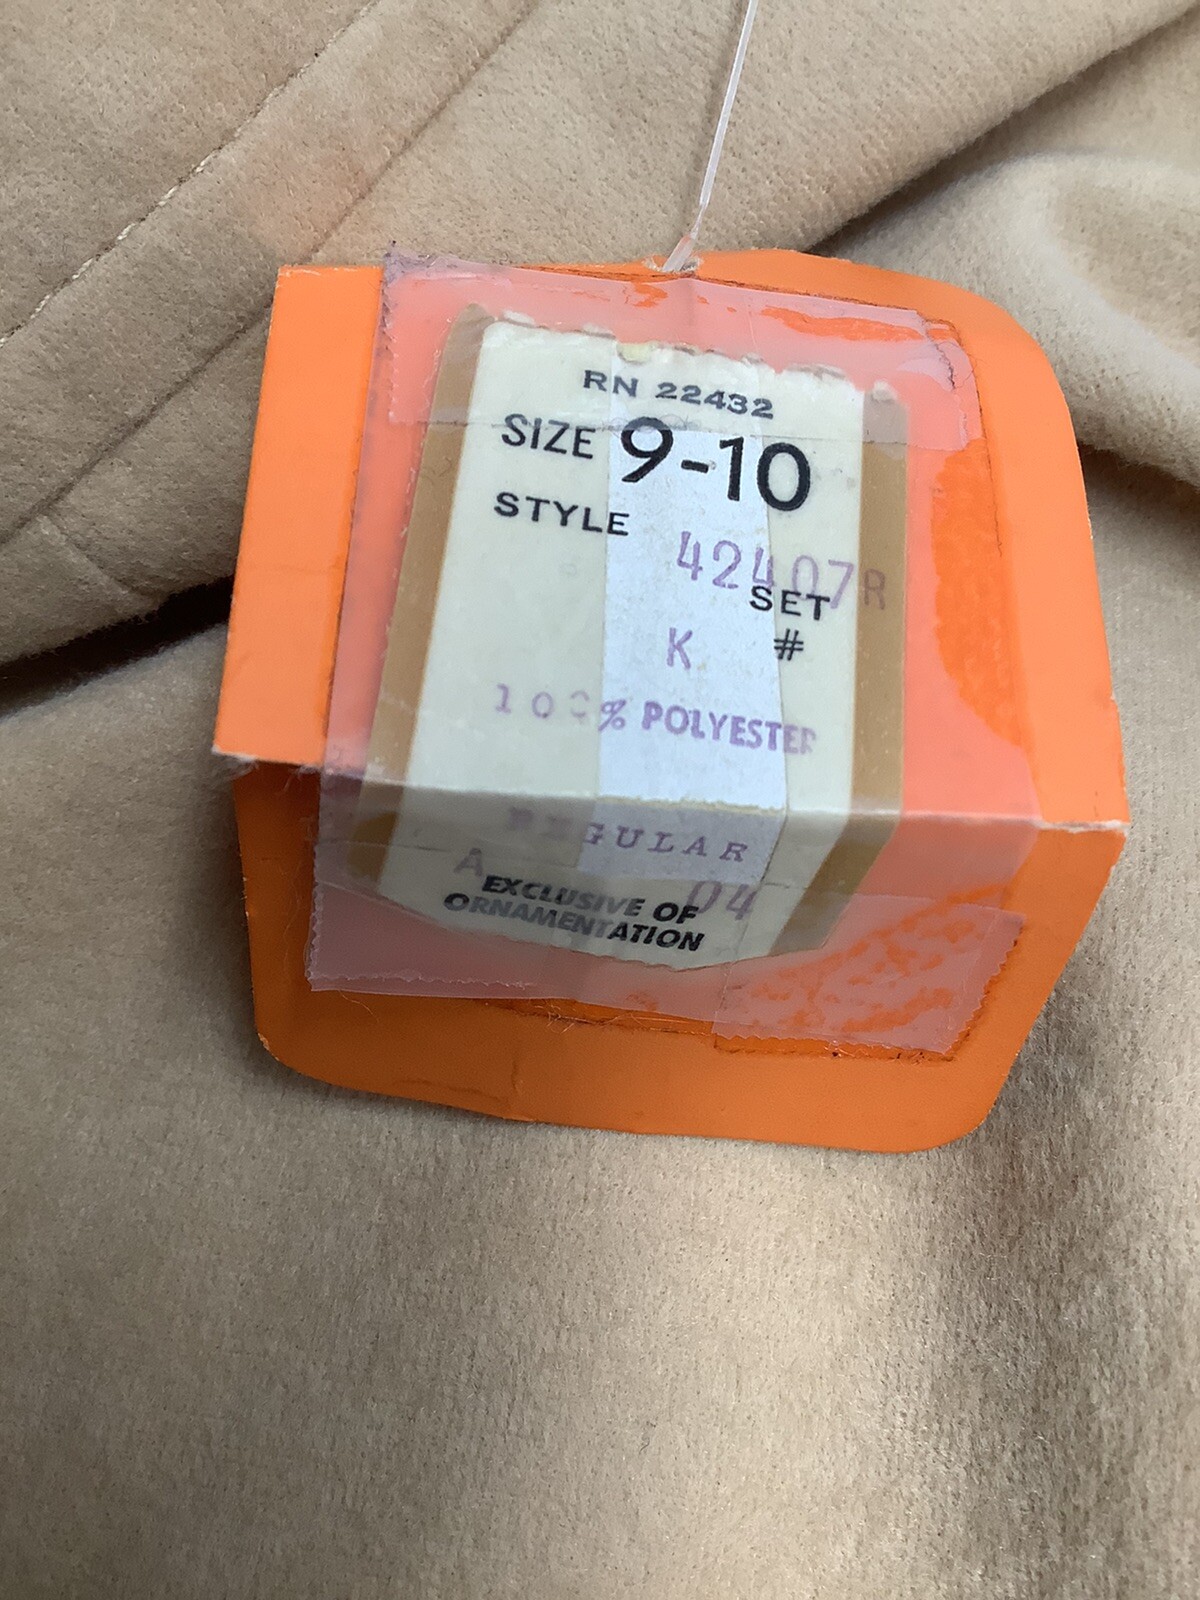 RN 22432
SIZE 9-10
STYLE
42407R
SET
K #
100% POLYESTER
REGULAR
A 04
EXCLUSIVE OF
ORNAMENTATION